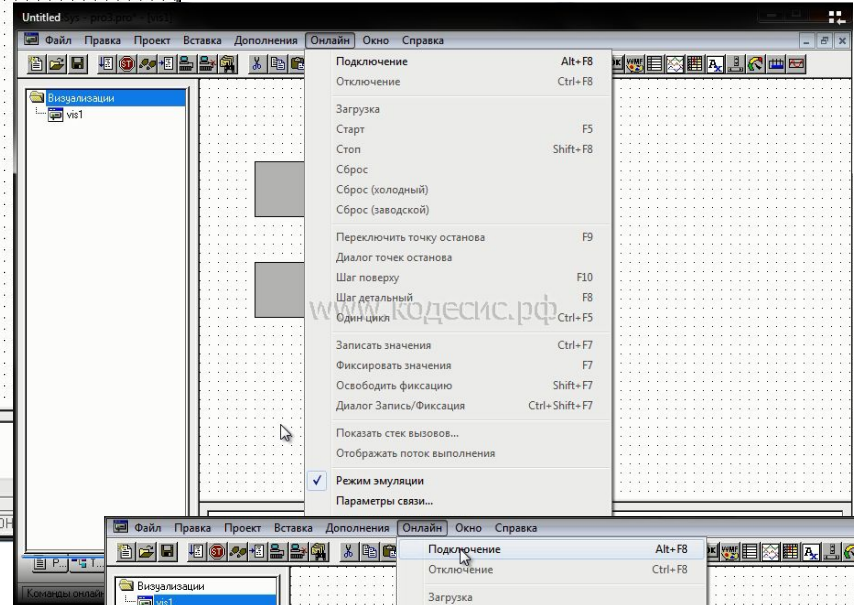 Untitled
Файл Правка Проект Вставка Дополнения Онлайн Окно Справка
Визуализации
vis1
Подключение Alt+F8
Отключение Ctrl+F8
Загрузка
Старт F5
Стоп Shift+F8
Сброс
Сброс (холодный)
Сброс (заводской)
Переключить точку останова F9
Диалог точек останова
Шаг поверху F10
Шаг детальный F8
Один цикл Ctrl+F5
www.кодесис.рф
Записать значения Ctrl+F7
Фиксировать значения F7
Освободить фиксацию Shift+F7
Диалог Запись/Фиксация Ctrl+Shift+F7
Показать стек вызовов...
Отображать поток выполнения
Режим эмуляции
Параметры связи...
Файл Правка Проект Вставка Дополнения Онлайн Окно Справка
Подключение Alt+F8
Отключение Ctrl+F8
Загрузка
Визуализации
vis1
P...
Команды онлайн